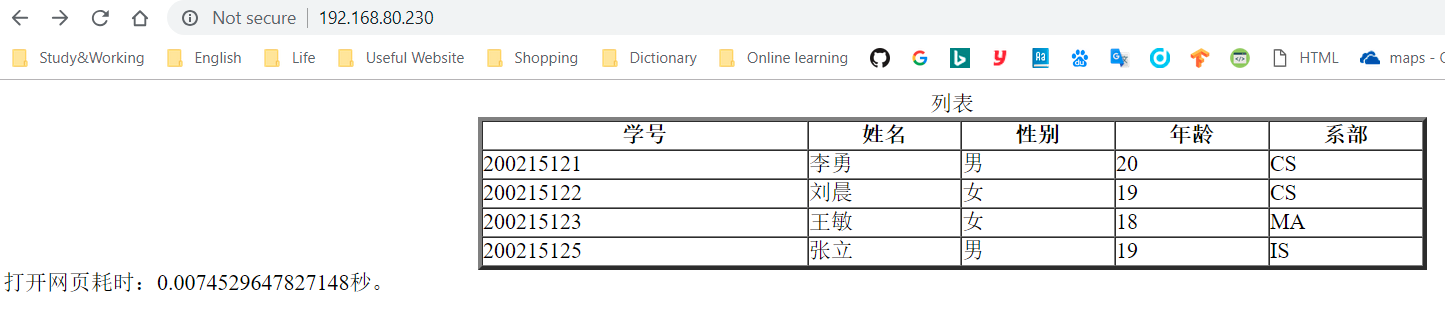 Not secure 192.168.80.230
Study&Working English Life Useful Website Shopping Dictionary Online learning HTML maps - G
列表
学号 姓名 性别 年龄 系部
200215121 李勇 男 20 CS
200215122 刘晨 女 19 CS
200215123 王敏 女 18 MA
200215125 张立 男 19 IS
打开网页耗时：0.0074529647827148秒。